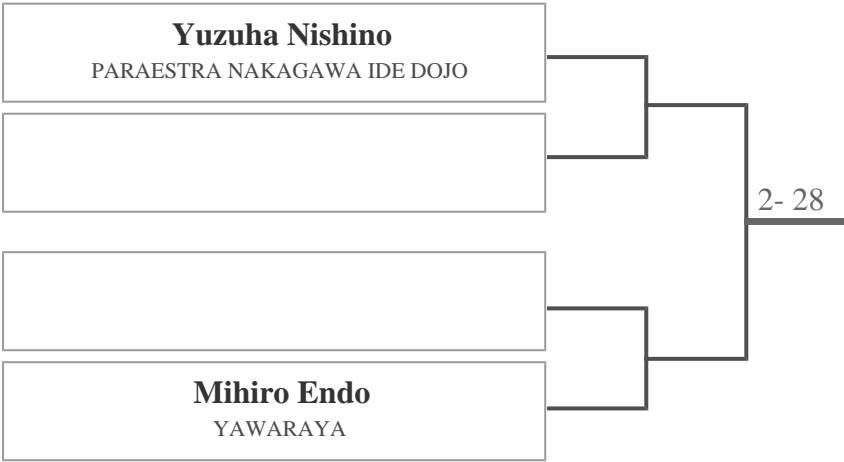 Yuzuha Nishino
PARAESTRA NAKAGAWA IDE DOJO
2- 28
Mihiro Endo
YAWARAYA